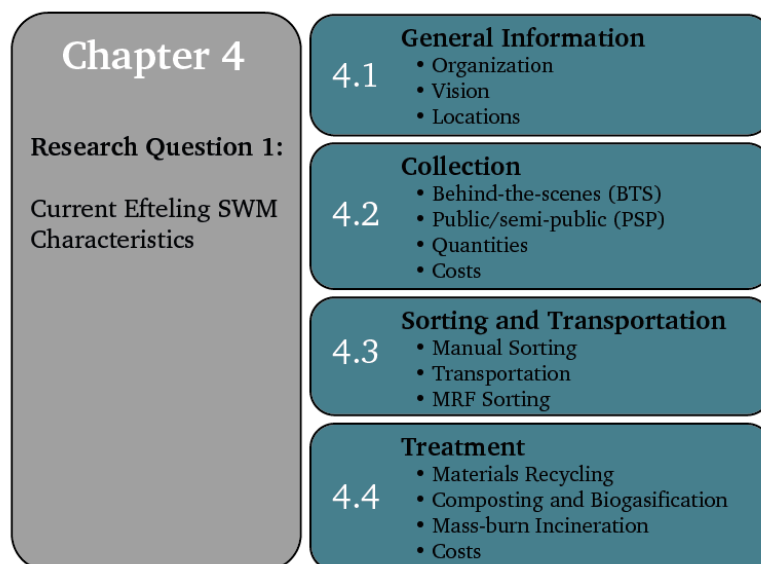 Chapter 4
Research Question 1:
Current Efteling SWM
Characteristics
4.1
General Information
• Organization
• Vision
• Locations
4.2
Collection
• Behind-the-scenes (BTS)
• Public/semi-public (PSP)
• Quantities
• Costs
4.3
Sorting and Transportation
• Manual Sorting
• Transportation
• MRF Sorting
4.4
Treatment
• Materials Recycling
• Composting and Biogasification
• Mass-burn Incineration
• Costs